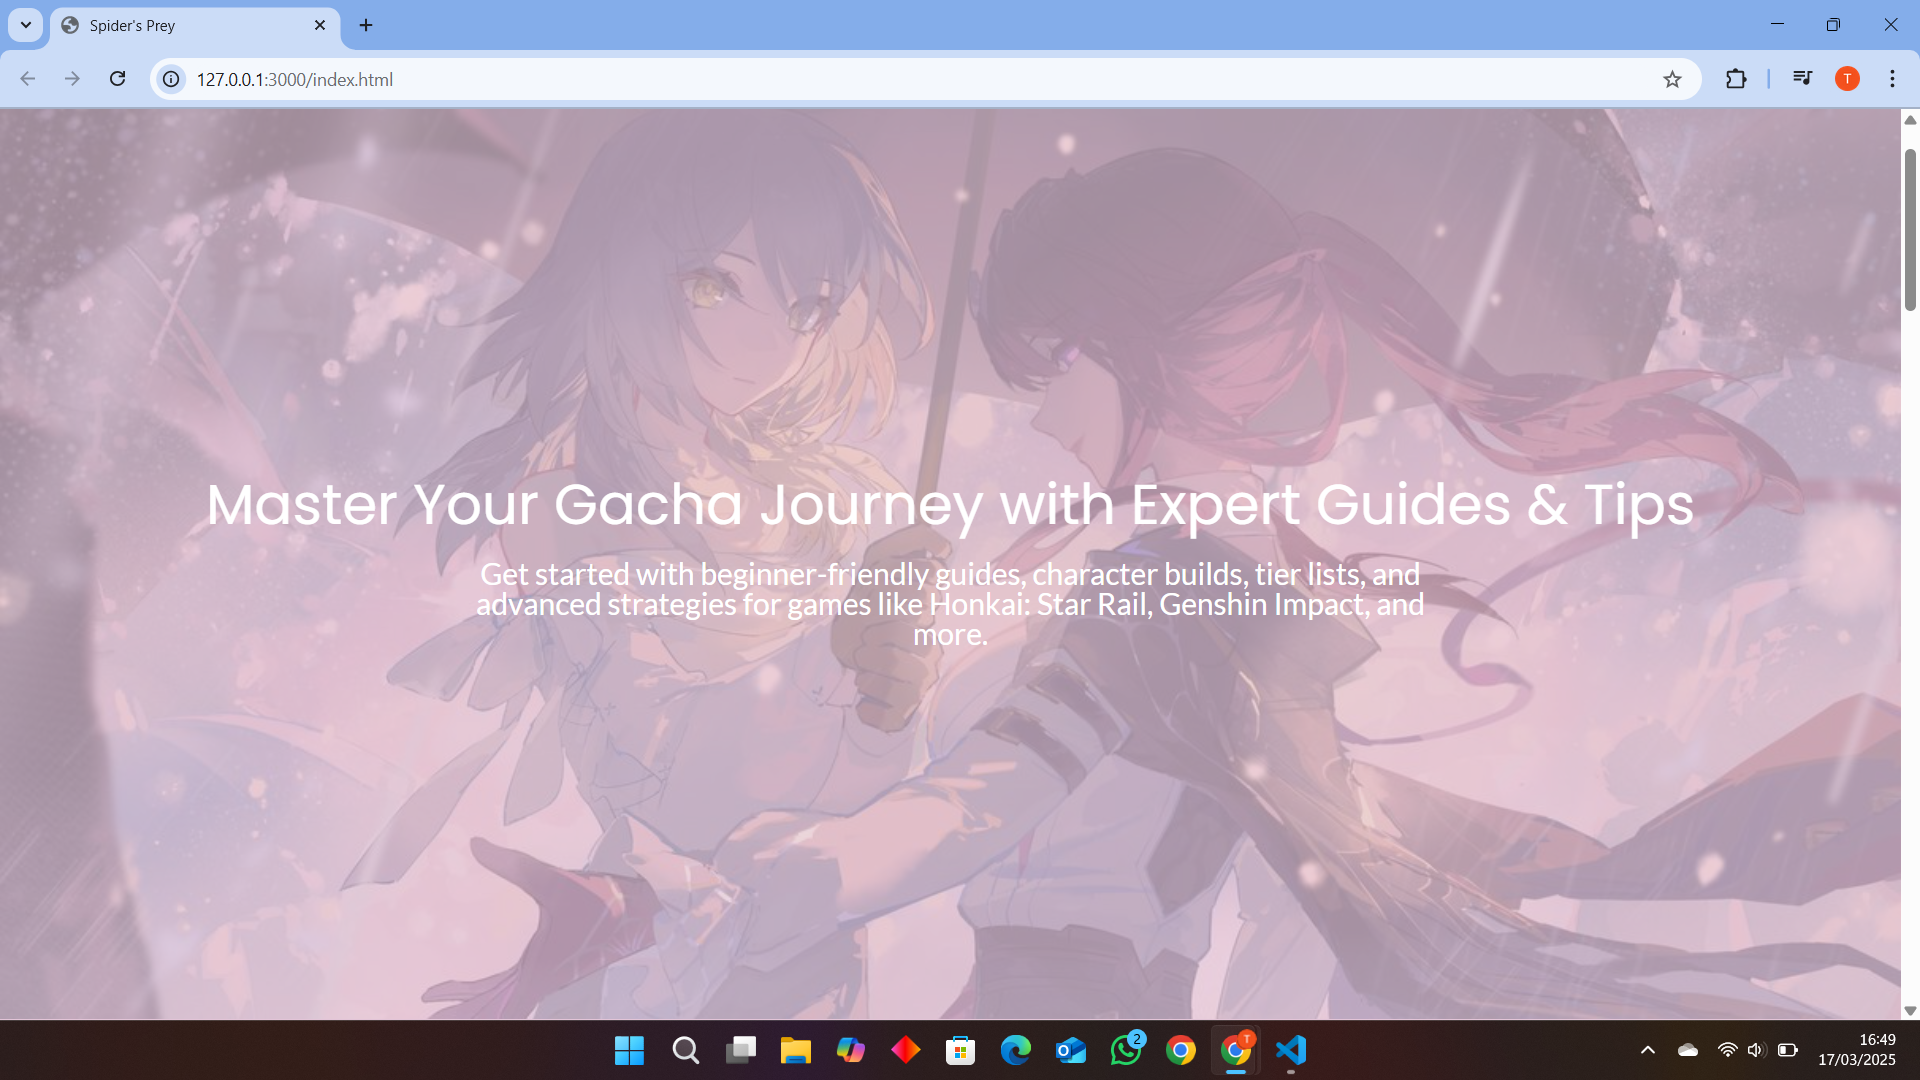 Spider's Prey
127.0.0.1:3000/index.html
T
Master Your Gacha Journey with Expert Guides & Tips
Get started with beginner-friendly guides, character builds, tier lists, and
advanced strategies for games like Honkai: Star Rail, Genshin Impact, and
more.
2
T
16:49
17/03/2025